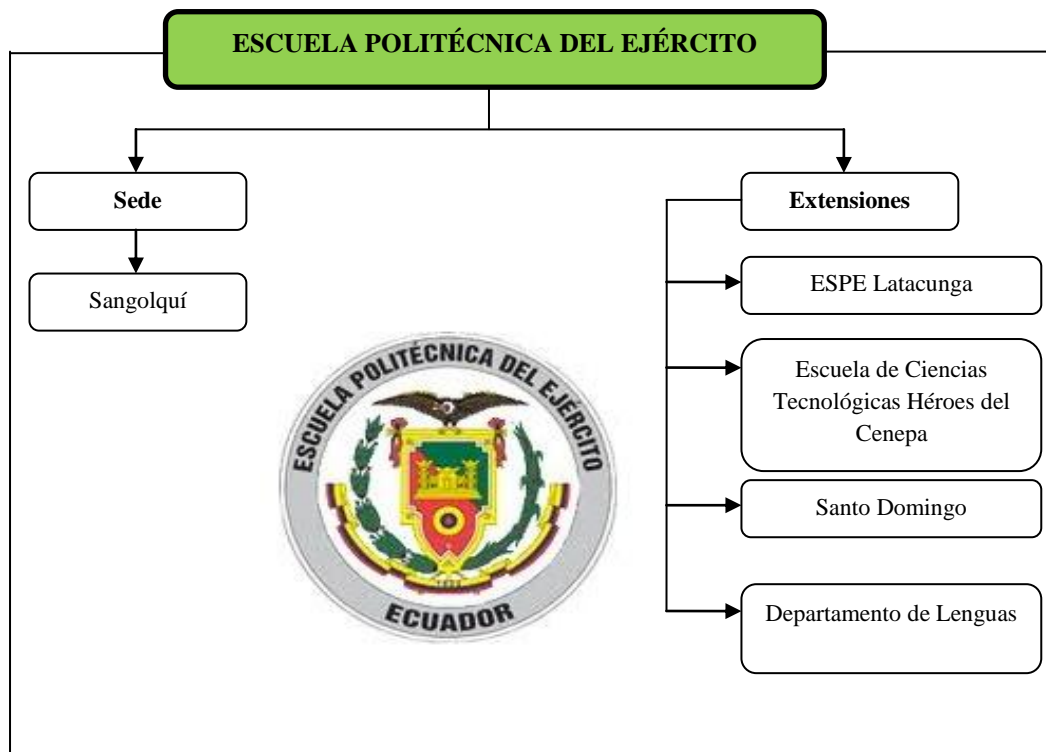 ESCUELA POLITÉCNICA DEL EJÉRCITO
Sede
Extensiones
Sangolquí
ESPE Latacunga
Escuela de Ciencias
Tecnológicas Héroes del
Cenepa
Santo Domingo
Departamento de Lenguas
ESCUELA POLITÉCNICA DEL EJÉRCITO
ECUADOR